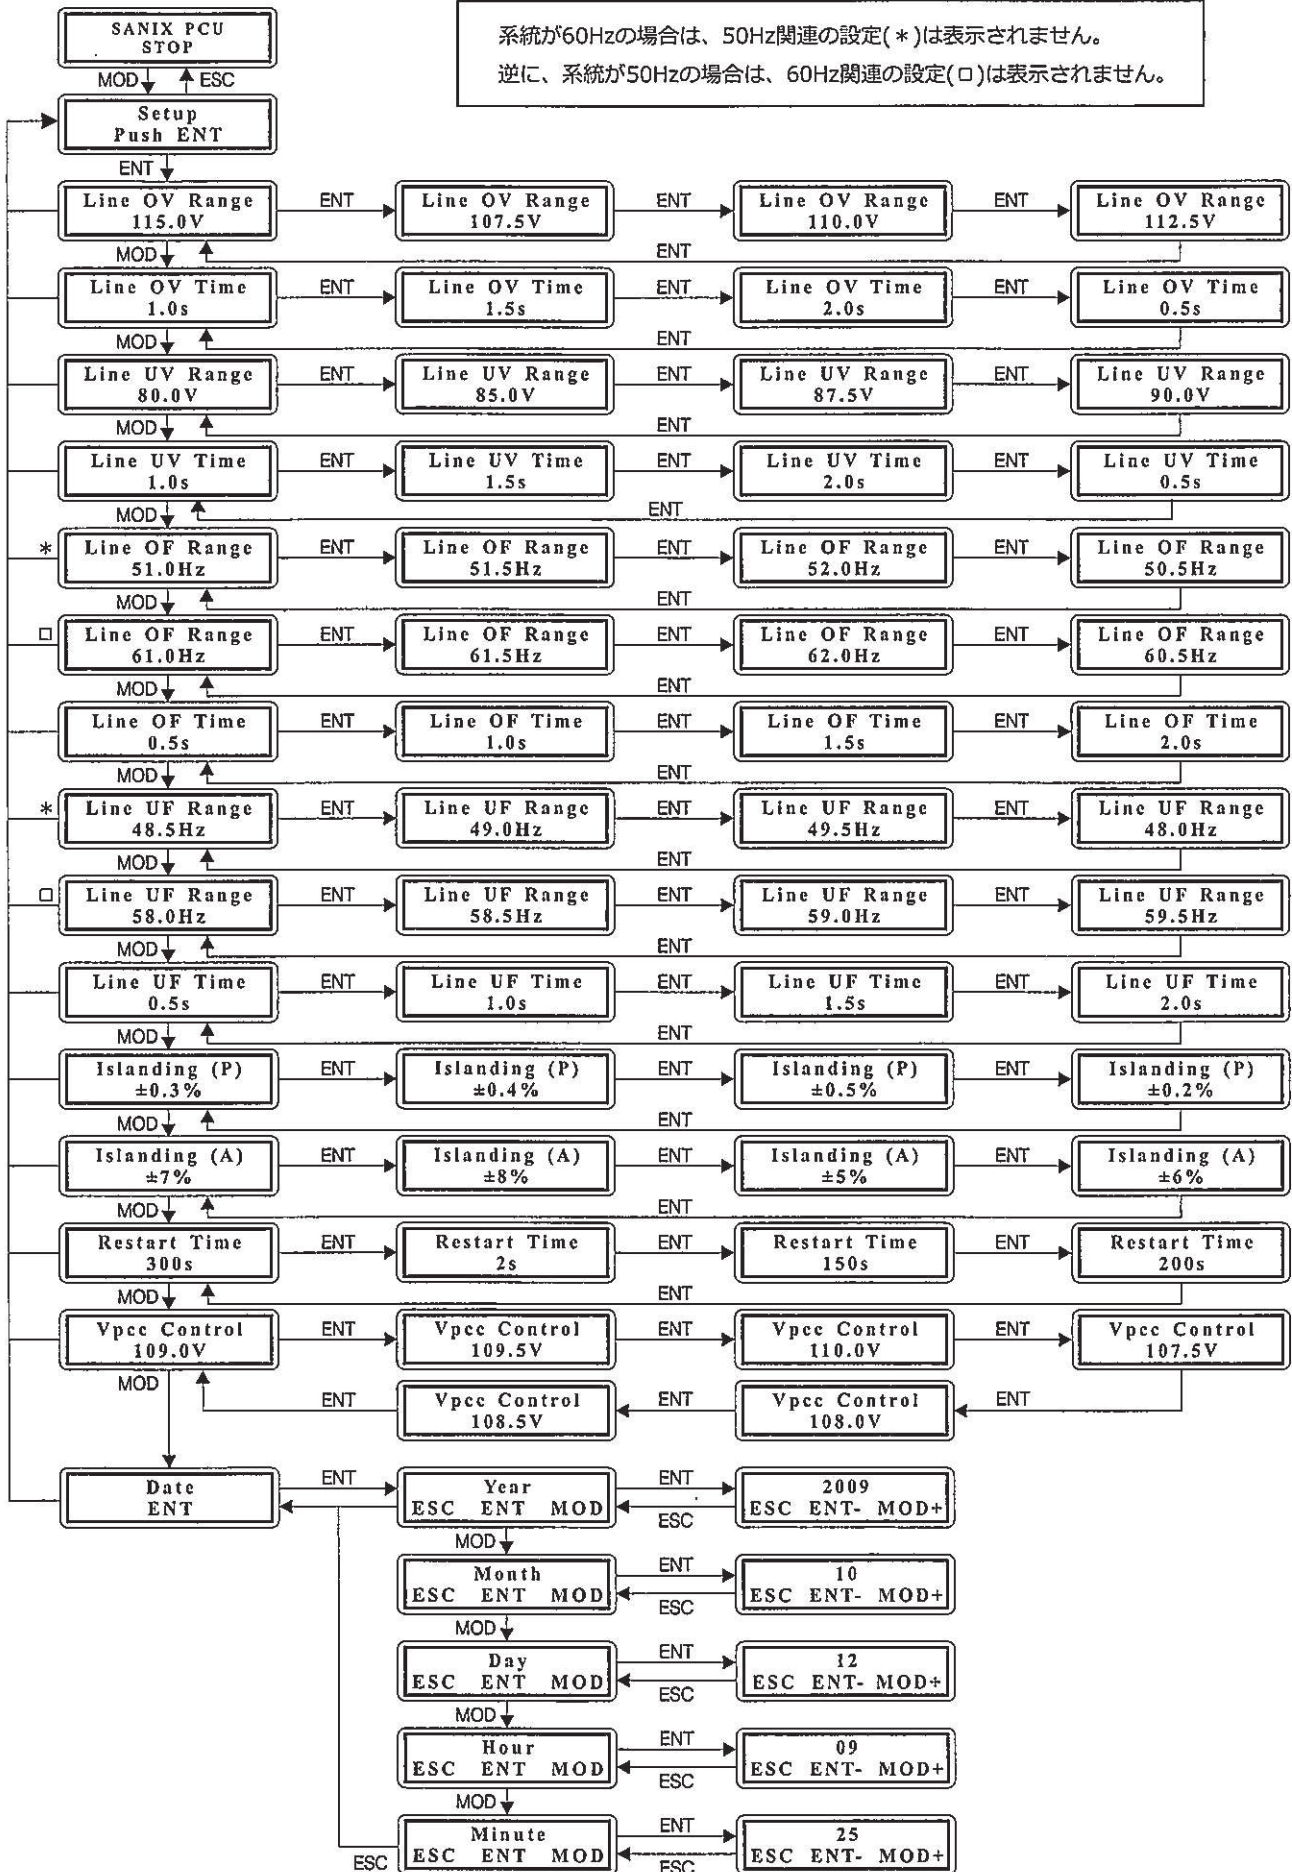 系統が60Hzの場合は、50Hz関連の設定(*)は表示されません。
逆に、系統が50Hzの場合は、60Hz関連の設定(□)は表示されません。
SANIX PCU
STOP
MOD ESC
Setup
Push ENT
ENT
Line OV Range ENT Line OV Range ENT Line OV Range ENT Line OV Range
115.0V 107.5V 110.0V 112.5V
MOD ENT
Line OV Time ENT Line OV Time ENT Line OV Time ENT Line OV Time
1.0s 1.5s 2.0s 0.5s
MOD ENT
Line UV Range ENT Line UV Range ENT Line UV Range ENT Line UV Range
80.0V 85.0V 87.5V 90.0V
MOD ENT
Line UV Time ENT Line UV Time ENT Line UV Time ENT Line UV Time
1.0s 1.5s 2.0s 0.5s
MOD ENT
* Line OF Range ENT Line OF Range ENT Line OF Range ENT Line OF Range
51.0Hz 51.5Hz 52.0Hz 50.5Hz
MOD ENT
□ Line OF Range ENT Line OF Range ENT Line OF Range ENT Line OF Range
61.0Hz 61.5Hz 62.0Hz 60.5Hz
MOD ENT
Line OF Time ENT Line OF Time ENT Line OF Time ENT Line OF Time
0.5s 1.0s 1.5s 2.0s
MOD ENT
* Line UF Range ENT Line UF Range ENT Line UF Range ENT Line UF Range
48.5Hz 49.0Hz 49.5Hz 48.0Hz
MOD ENT
□ Line UF Range ENT Line UF Range ENT Line UF Range ENT Line UF Range
58.0Hz 58.5Hz 59.0Hz 59.5Hz
MOD ENT
Line UF Time ENT Line UF Time ENT Line UF Time ENT Line UF Time
0.5s 1.0s 1.5s 2.0s
MOD ENT
Islanding (P) ENT Islanding (P) ENT Islanding (P) ENT Islanding (P)
±0.3% ±0.4% ±0.5% ±0.2%
MOD ENT
Islanding (A) ENT Islanding (A) ENT Islanding (A) ENT Islanding (A)
±7% ±8% ±5% ±6%
MOD ENT
Restart Time ENT Restart Time ENT Restart Time ENT Restart Time
300s 2s 150s 200s
MOD ENT
Vpcc Control ENT Vpcc Control ENT Vpcc Control ENT Vpcc Control
109.0V 109.5V 110.0V 107.5V
MOD
ENT Vpcc Control ENT Vpcc Control ENT
108.5V 108.0V
Date ENT Year ENT 2009
ENT ESC ENT MOD ESC ESC ENT- MOD+
MOD
Month ENT 10
ESC ENT MOD ESC ESC ENT- MOD+
MOD
Day ENT 12
ESC ENT MOD ESC ESC ENT- MOD+
MOD
Hour ENT 09
ESC ENT MOD ESC ESC ENT- MOD+
MOD
Minute ENT 25
ESC ESC ENT MOD ESC ESC ENT- MOD+